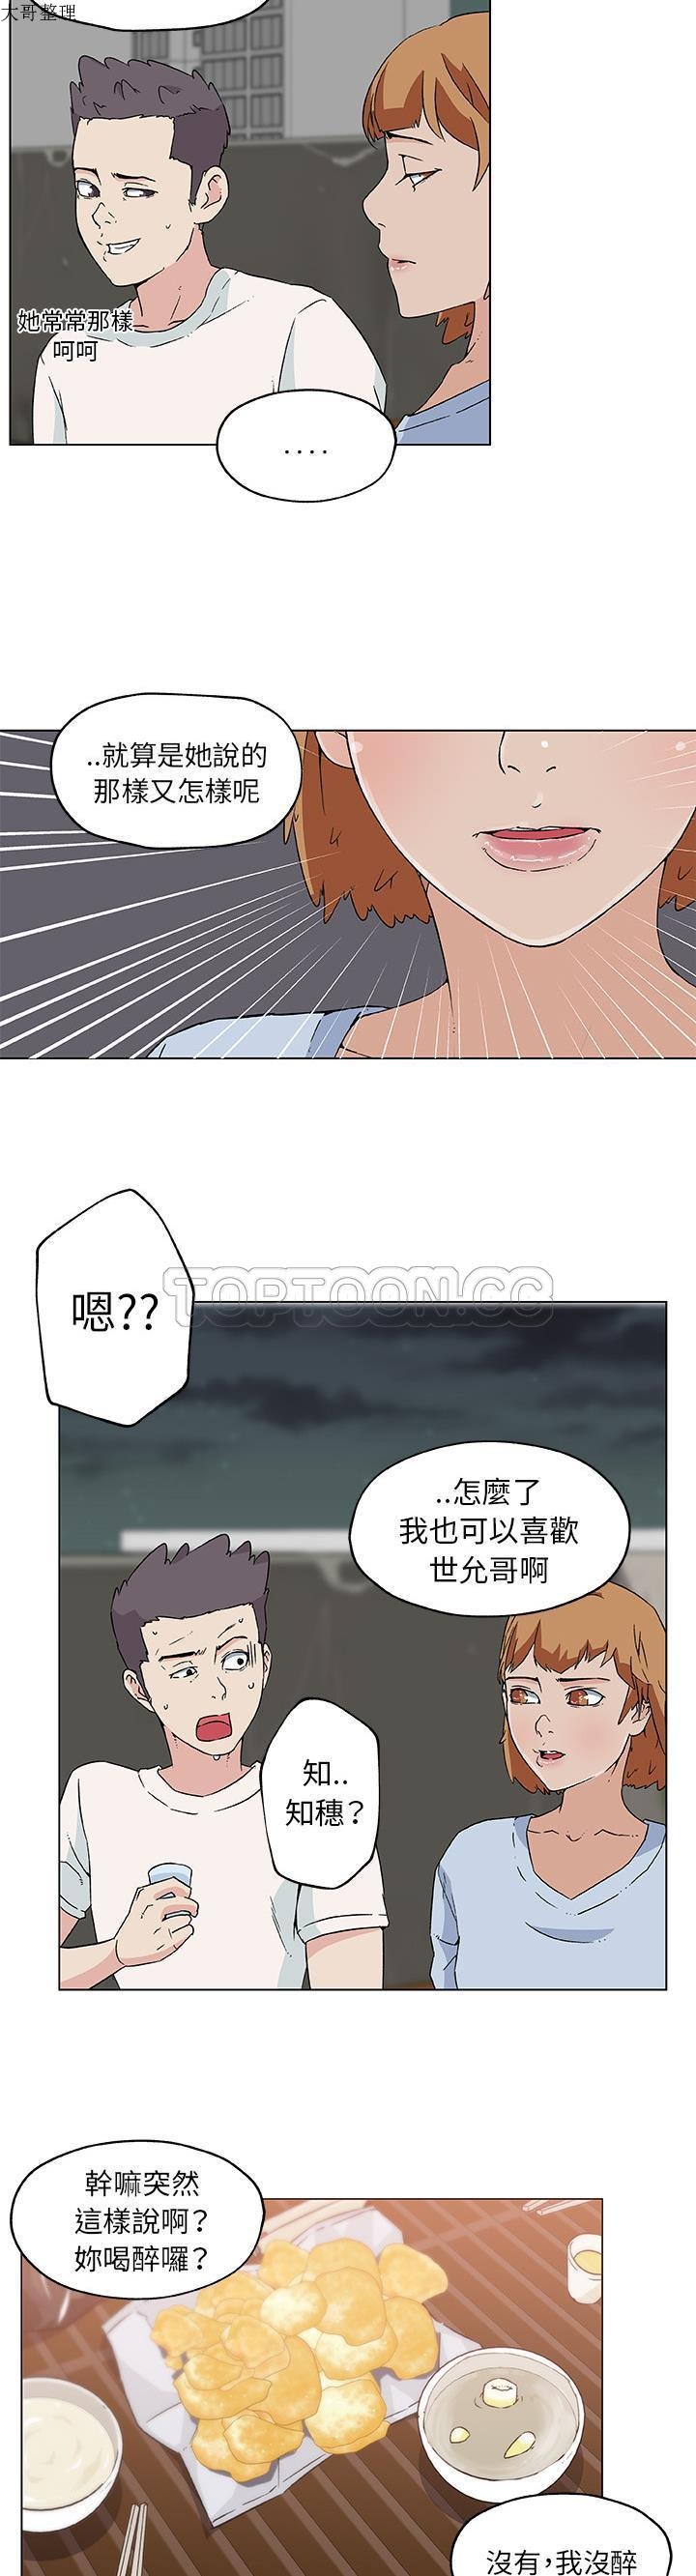 大哥整理
她常常那樣
呵呵
....
..就算是她說的
那樣又怎樣呢
嗯??
TOPTOON.CC
..怎麼了
我也可以喜歡
世允哥啊
知..
知穗?
幹嘛突然
這樣說啊?
妳喝醉囉?
沒有,我沒醉